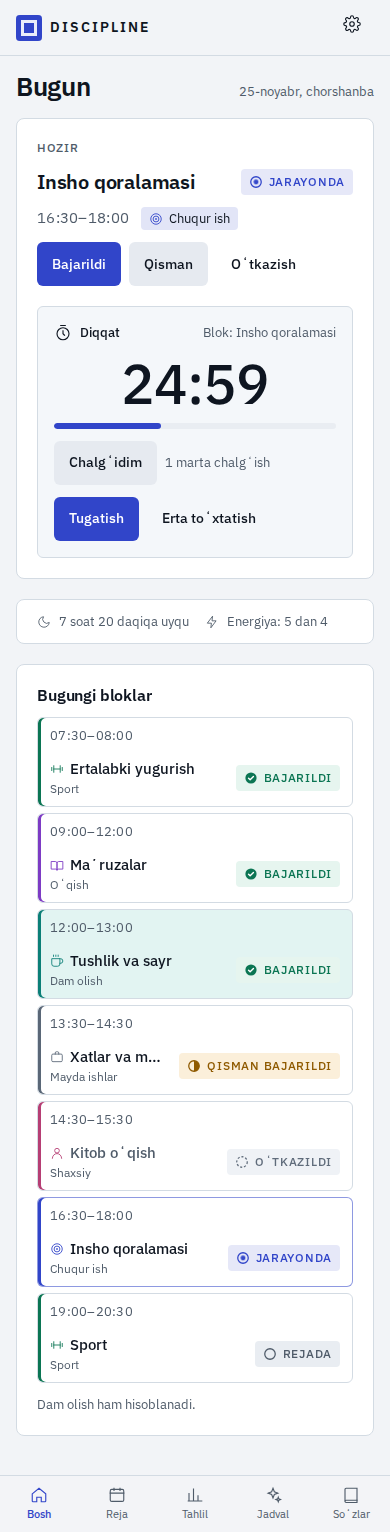 DISCIPLINE
Bugun
25-noyabr, chorshanba
HOZIR
Insho qoralamasi
JARAYONDA
16:30–18:00
Chuqur ish
Bajarildi
Qisman
Oʻtkazish
Diqqat
Blok: Insho qoralamasi
24:59
Chalgʻidim
1 marta chalgʻish
Tugatish
Erta toʻxtatish
7 soat 20 daqiqa uyqu
Energiya: 5 dan 4
Bugungi bloklar
07:30–08:00
Ertalabki yugurish
Sport
BAJARILDI
09:00–12:00
Maʼruzalar
Oʻqish
BAJARILDI
12:00–13:00
Tushlik va sayr
Dam olish
BAJARILDI
13:30–14:30
Xatlar va m…
Mayda ishlar
QISMAN BAJARILDI
14:30–15:30
Kitob oʻqish
Shaxsiy
OʻTKAZILDI
16:30–18:00
Insho qoralamasi
Chuqur ish
JARAYONDA
19:00–20:30
Sport
Sport
REJADA
Dam olish ham hisoblanadi.
Bosh
Reja
Tahlil
Jadval
Soʻzlar